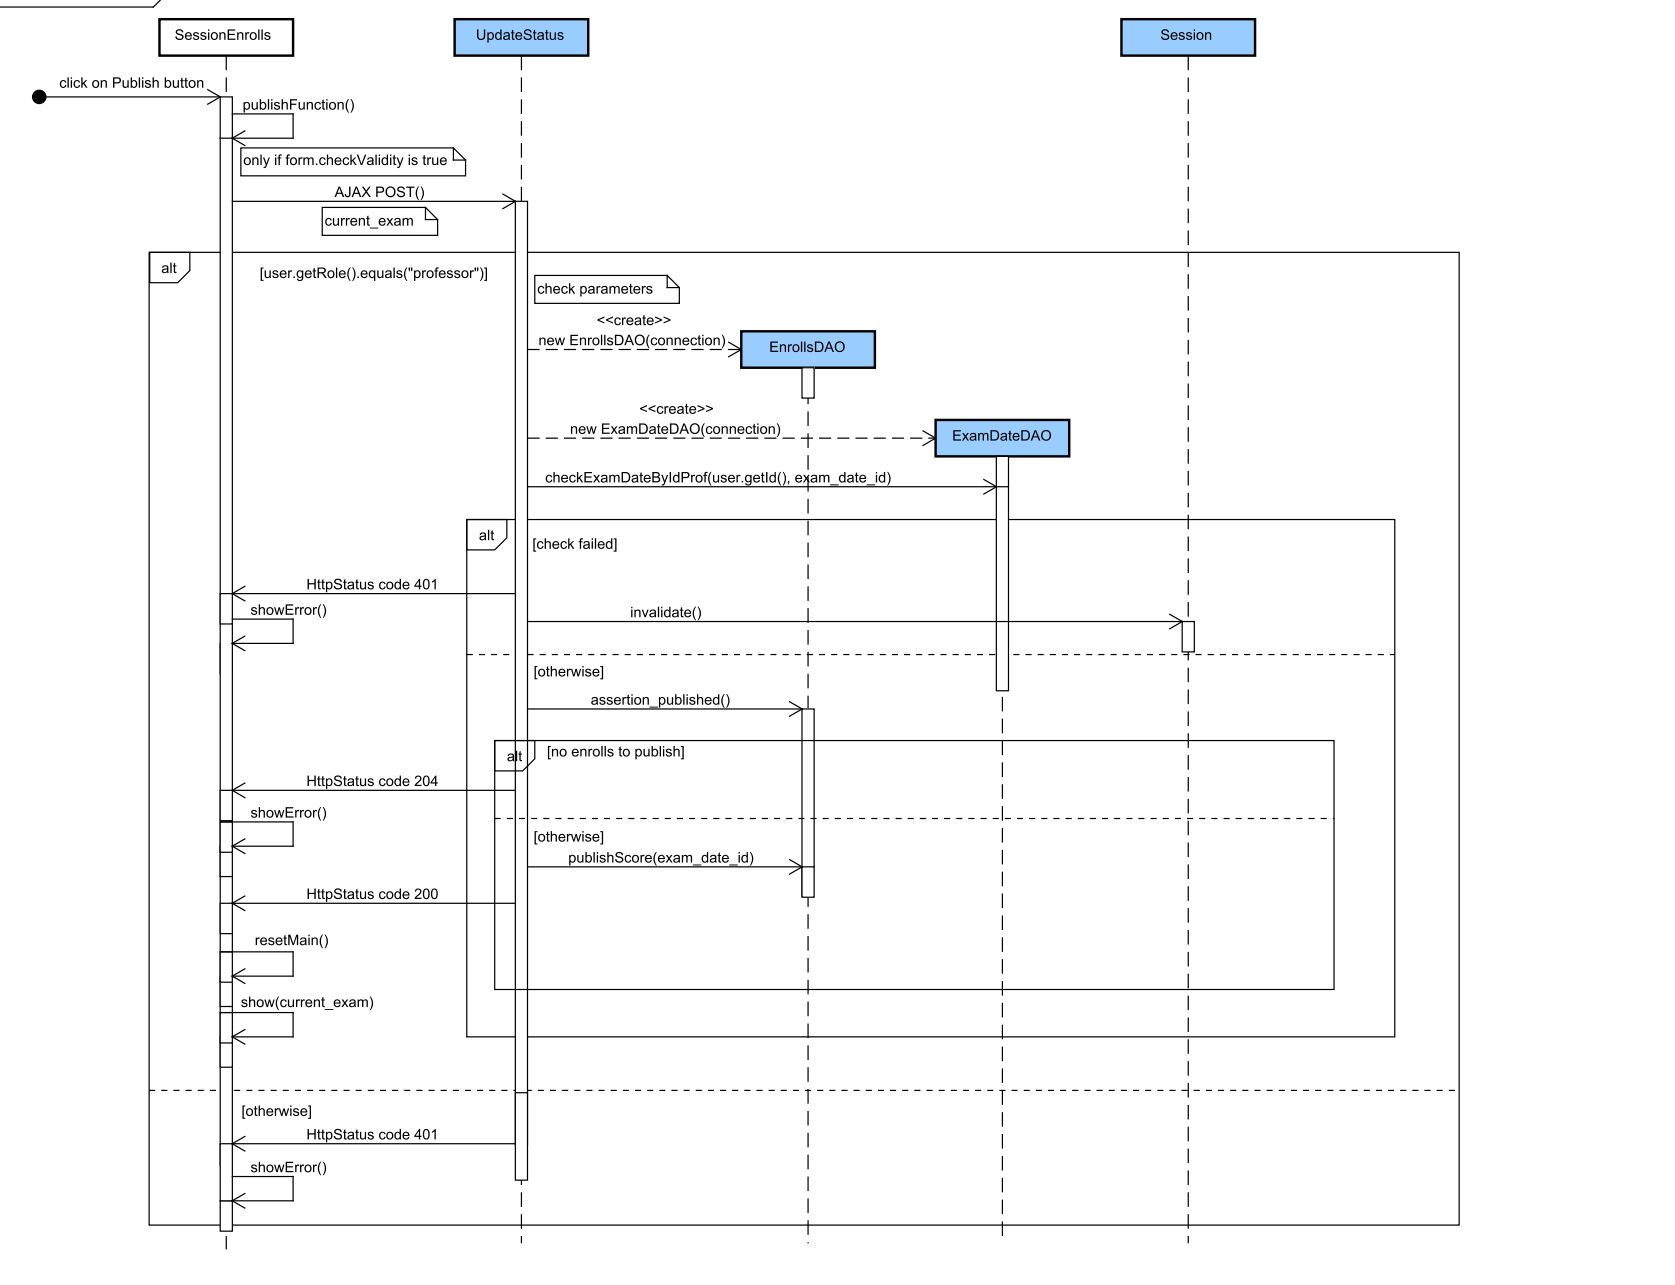 SessionEnrolls
UpdateStatus
Session
click on Publish button
publishFunction()
only if form.checkValidity is true
AJAX POST()
current_exam
alt
[user.getRole().equals("professor")]
check parameters
<<create>>
new EnrollsDAO(connection)
EnrollsDAO
<<create>>
new ExamDateDAO(connection)
ExamDateDAO
checkExamDateByIdProf(user.getId(), exam_date_id)
alt
[check failed]
HttpStatus code 401
showError()
invalidate()
[otherwise]
assertion_published()
alt
[no enrolls to publish]
HttpStatus code 204
showError()
[otherwise]
publishScore(exam_date_id)
HttpStatus code 200
resetMain()
show(current_exam)
[otherwise]
HttpStatus code 401
showError()